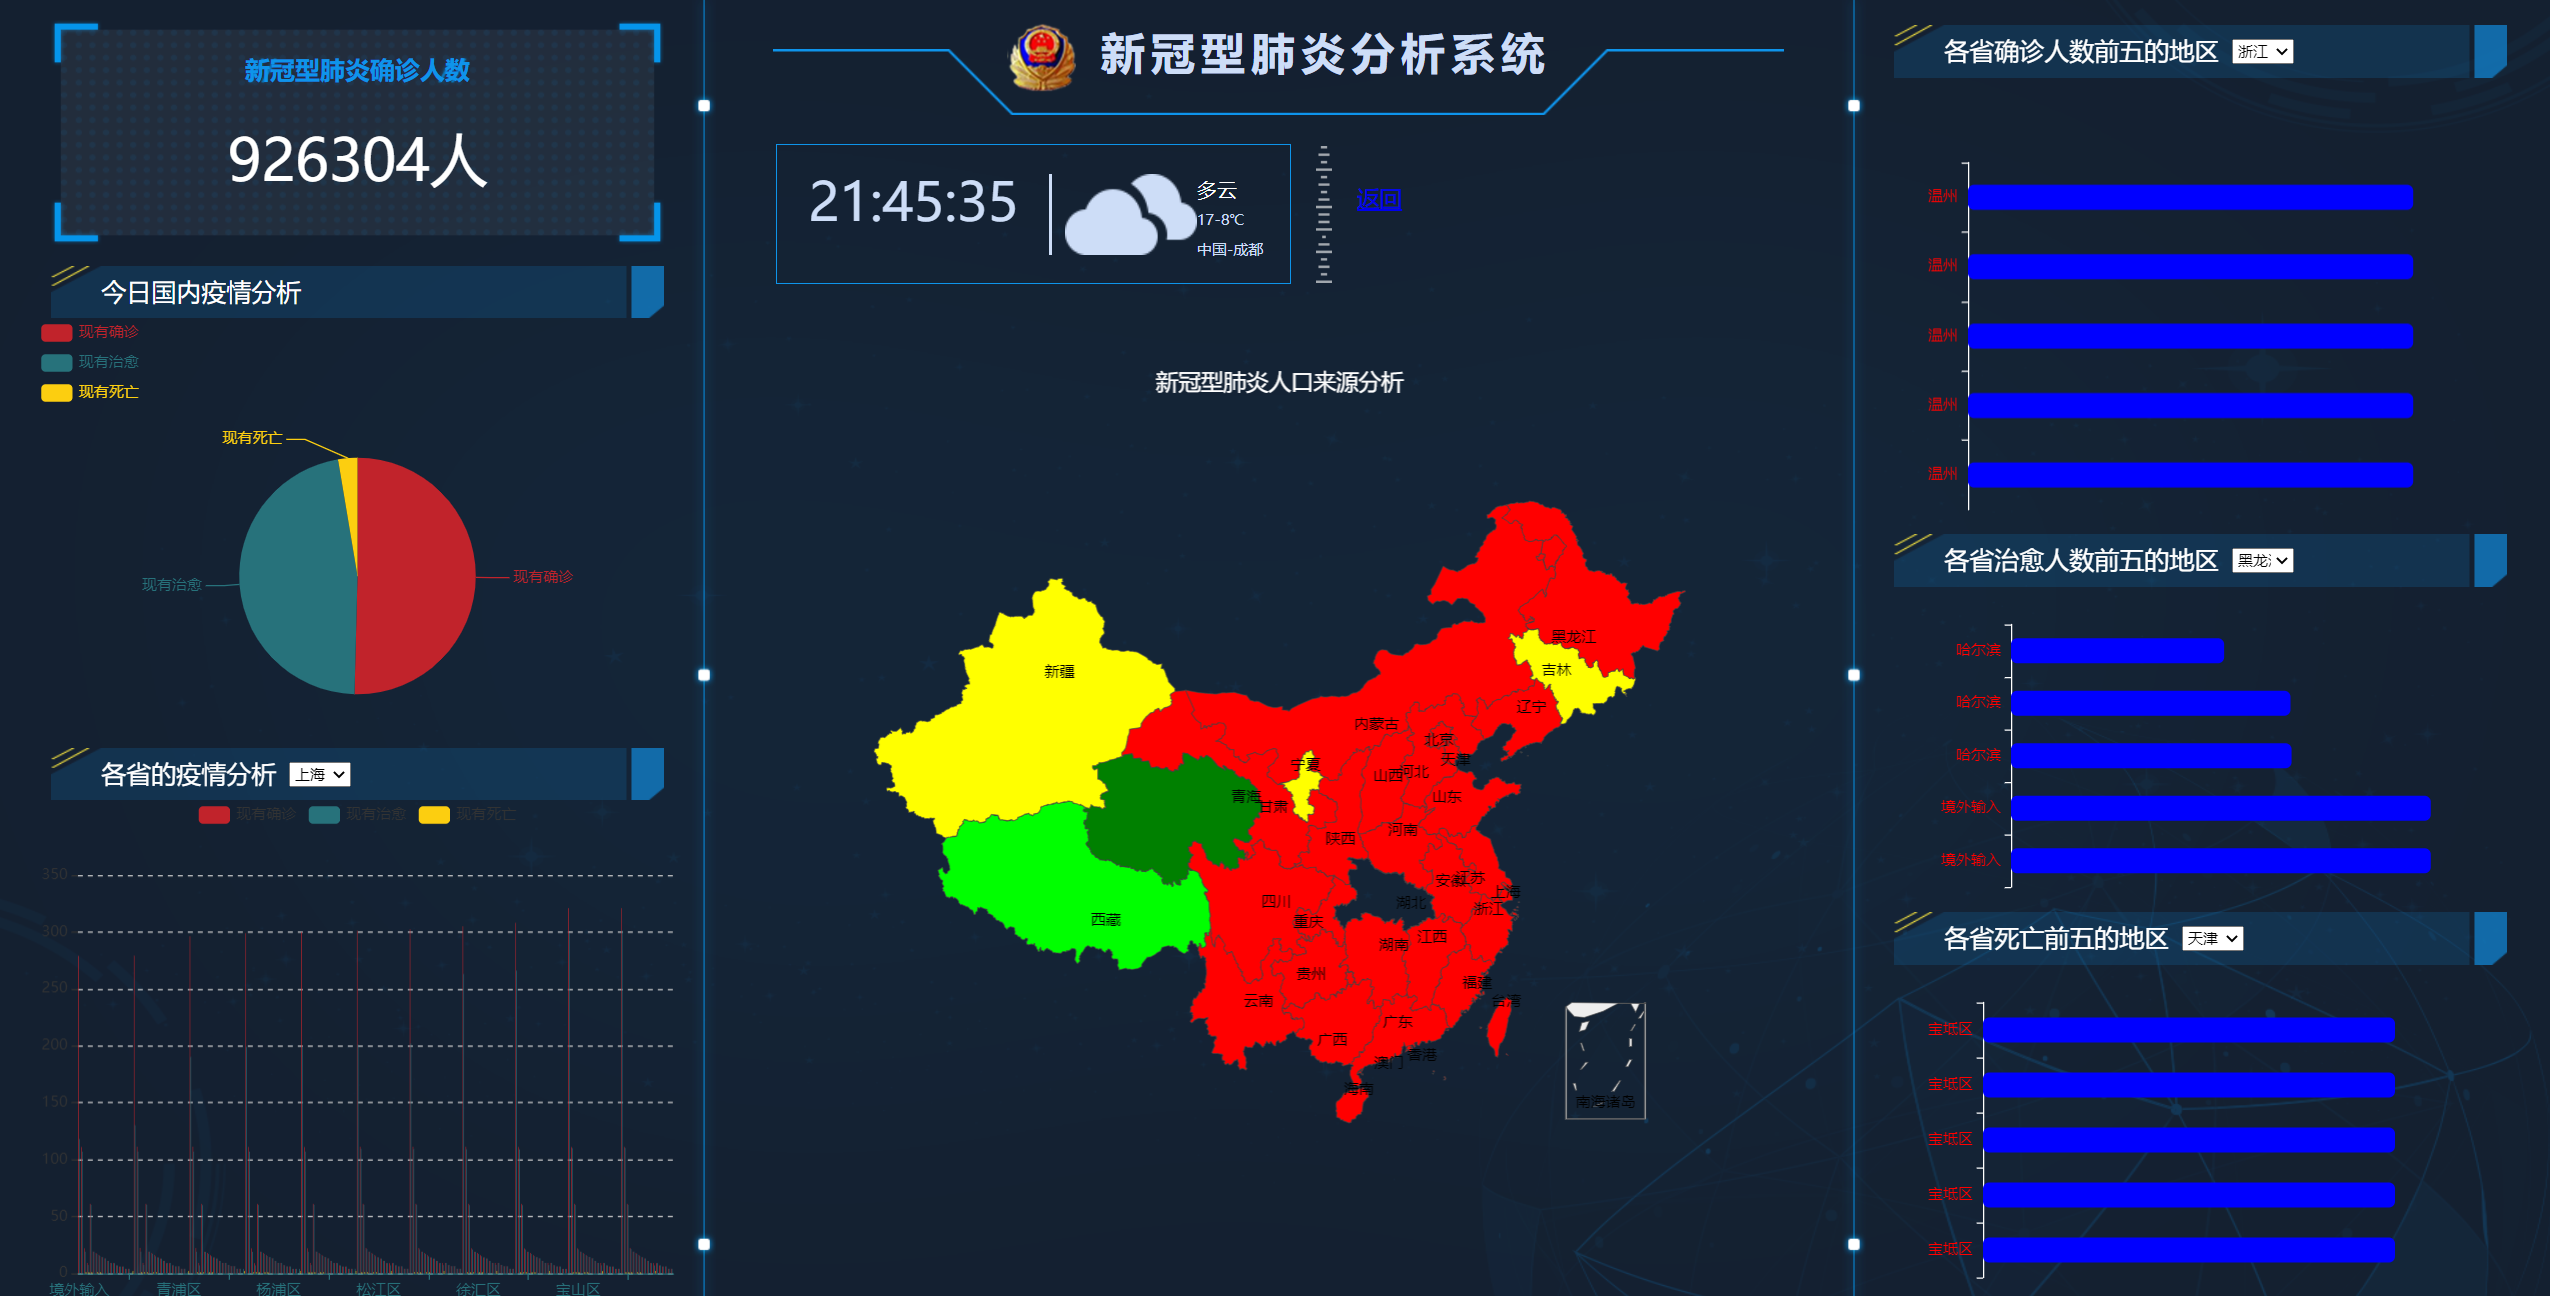 新冠型肺炎确诊人数
926304人
今日国内疫情分析
现有确诊
现有治愈
现有死亡
现有死亡
现有治愈
现有确诊
各省的疫情分析 上海
现有确诊 现有治愈 现有死亡
350
300
250
200
150
100
50
0
境外输入 青浦区 杨浦区 松江区 徐汇区 宝山区
新冠型肺炎分析系统
21:45:35
多云
17-8℃
中国-成都
返回
新冠型肺炎人口来源分析
黑龙江
吉林
新疆
辽宁
内蒙古
北京
天津
宁夏
山西
河北
青海
甘肃
山东
河南
陕西
安徽
江苏
上海
四川
湖北
浙江
重庆
西藏
湖南
江西
贵州
福建
云南
台湾
广东
广西
香港
澳门
海南
南海诸岛
各省确诊人数前五的地区 浙江
温州
温州
温州
温州
温州
各省治愈人数前五的地区 黑龙
哈尔滨
哈尔滨
哈尔滨
境外输入
境外输入
各省死亡前五的地区 天津
宝坻区
宝坻区
宝坻区
宝坻区
宝坻区